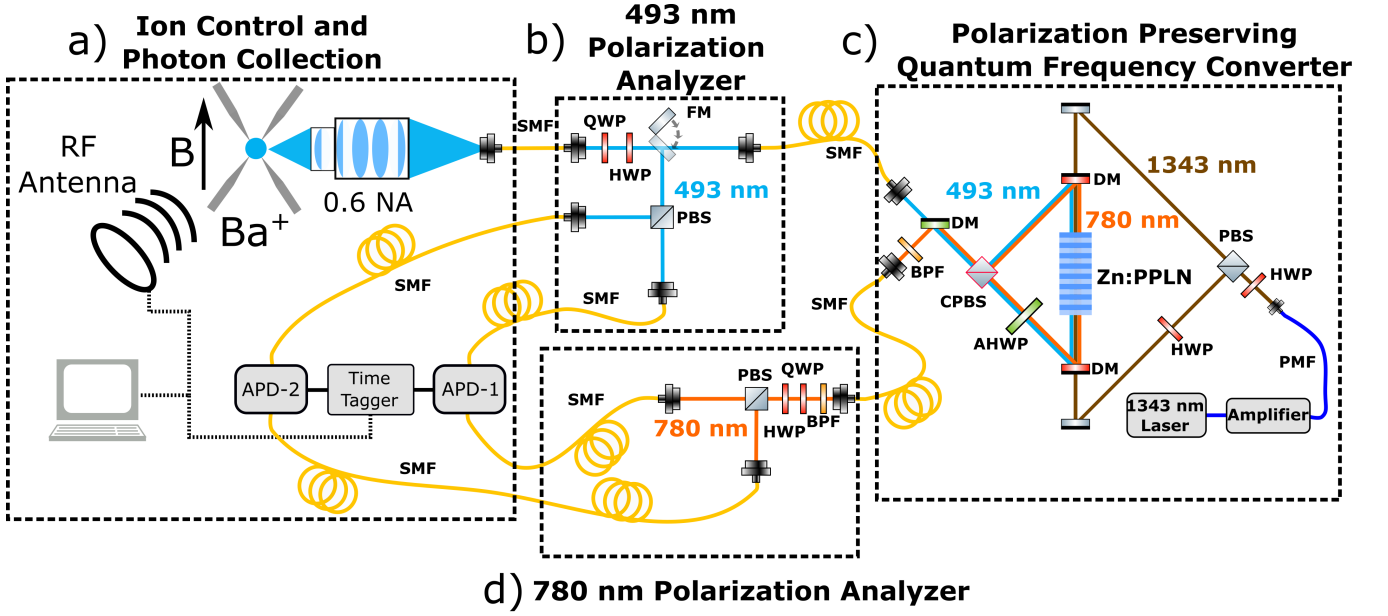 a)
Ion Control and
Photon Collection
RF
Antenna
B
Ba+
0.6 NA
SMF
SMF
SMF
APD-2
Time
Tagger
APD-1
SMF
b)
493 nm
Polarization
Analyzer
QWP
HWP
FM
493 nm
PBS
SMF
SMF
c)
Polarization Preserving
Quantum Frequency Converter
493 nm
DM
1343 nm
780 nm
DM
BPF
CPBS
Zn:PPLN
AHWP
DM
PBS
HWP
HWP
PMF
1343 nm
Laser
Amplifier
SMF
780 nm
PBS
QWP
HWP
BPF
d)
780 nm Polarization Analyzer